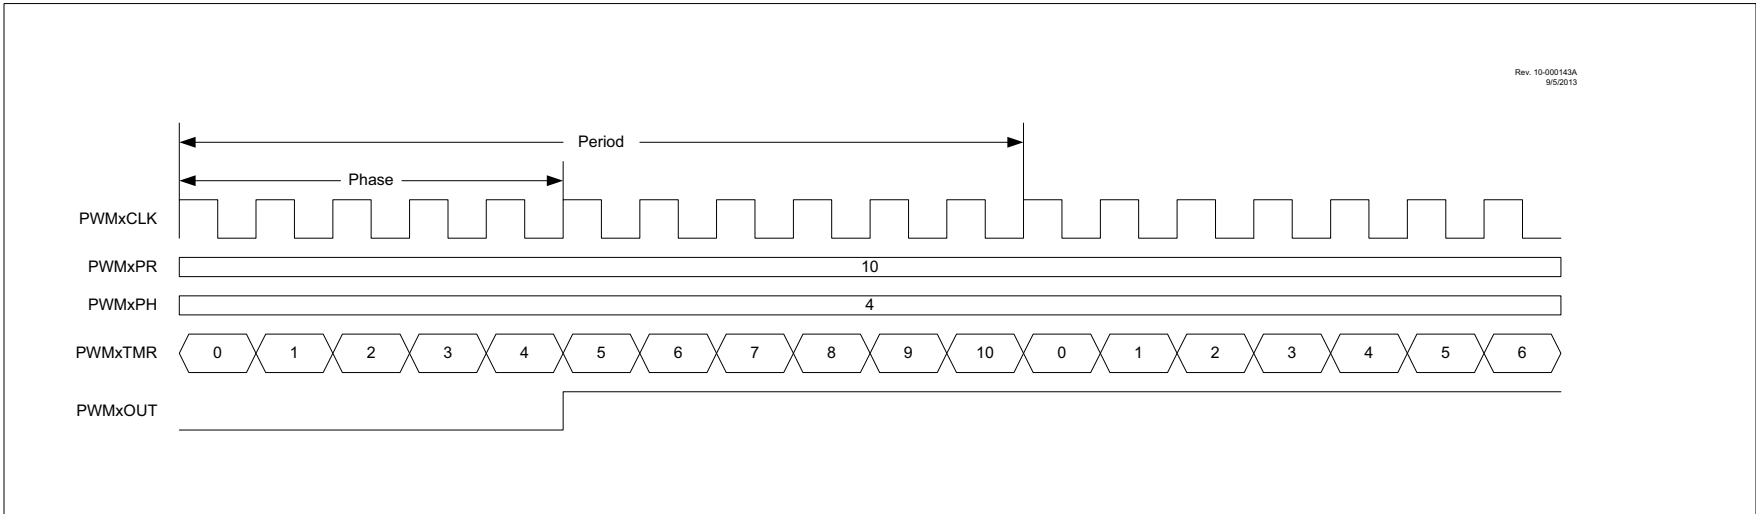 Rev. 10-000143A
9/5/2013
Period
Phase
PWMxCLK
PWMxPR 10
PWMxPH 4
PWMxTMR 0 1 2 3 4 5 6 7 8 9 10 0 1 2 3 4 5 6
PWMxOUT